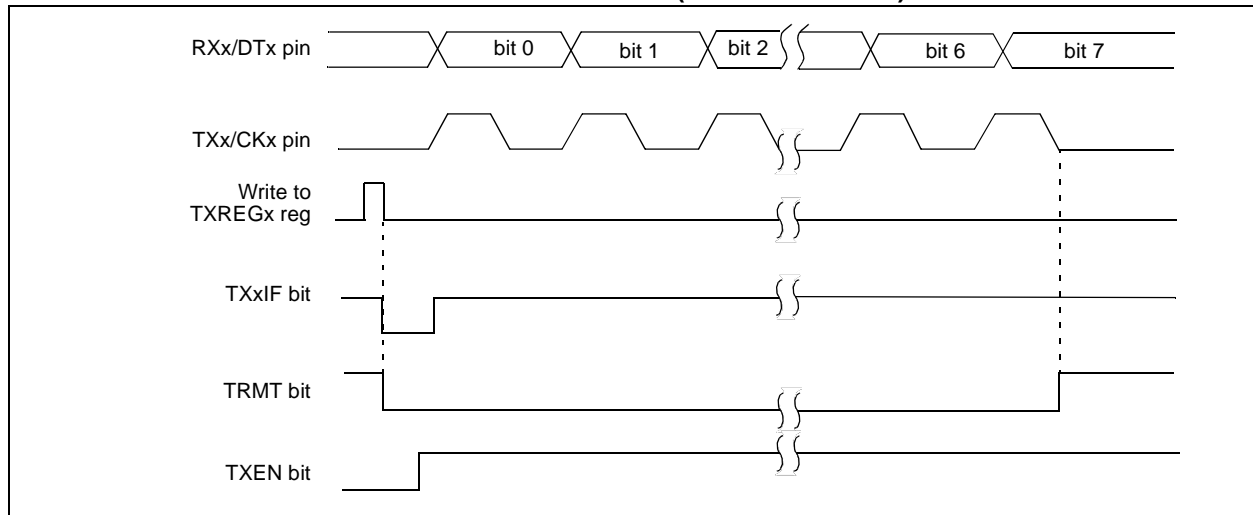 RXx/DTx pin
bit 0 bit 1 bit 2 bit 6 bit 7
TXx/CKx pin
Write to
TXREGx reg
TXxIF bit
TRMT bit
TXEN bit